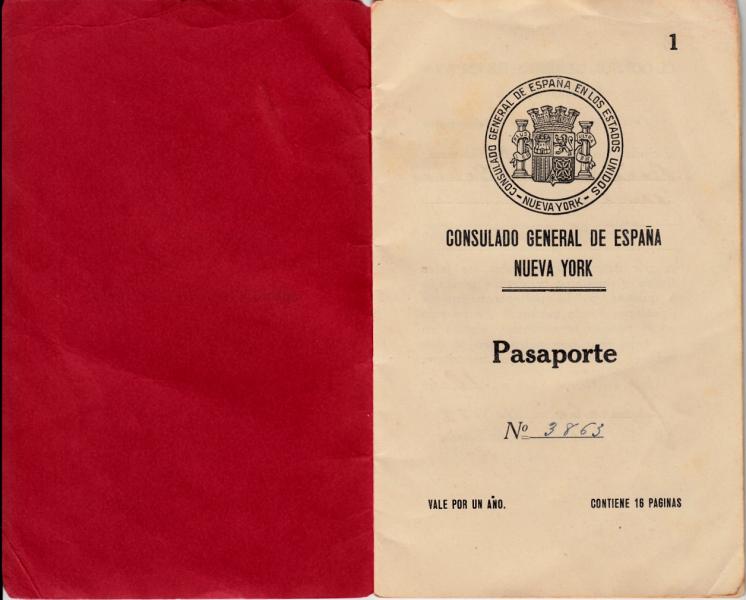 1
CONSULADO GENERAL DE ESPAÑA EN LOS ESTADOS UNIDOS
- NUEVA YORK -
CONSULADO GENERAL DE ESPAÑA
NUEVA YORK
Pasaporte
Nº 3863
VALE POR UN AÑO. CONTIENE 16 PAGINAS